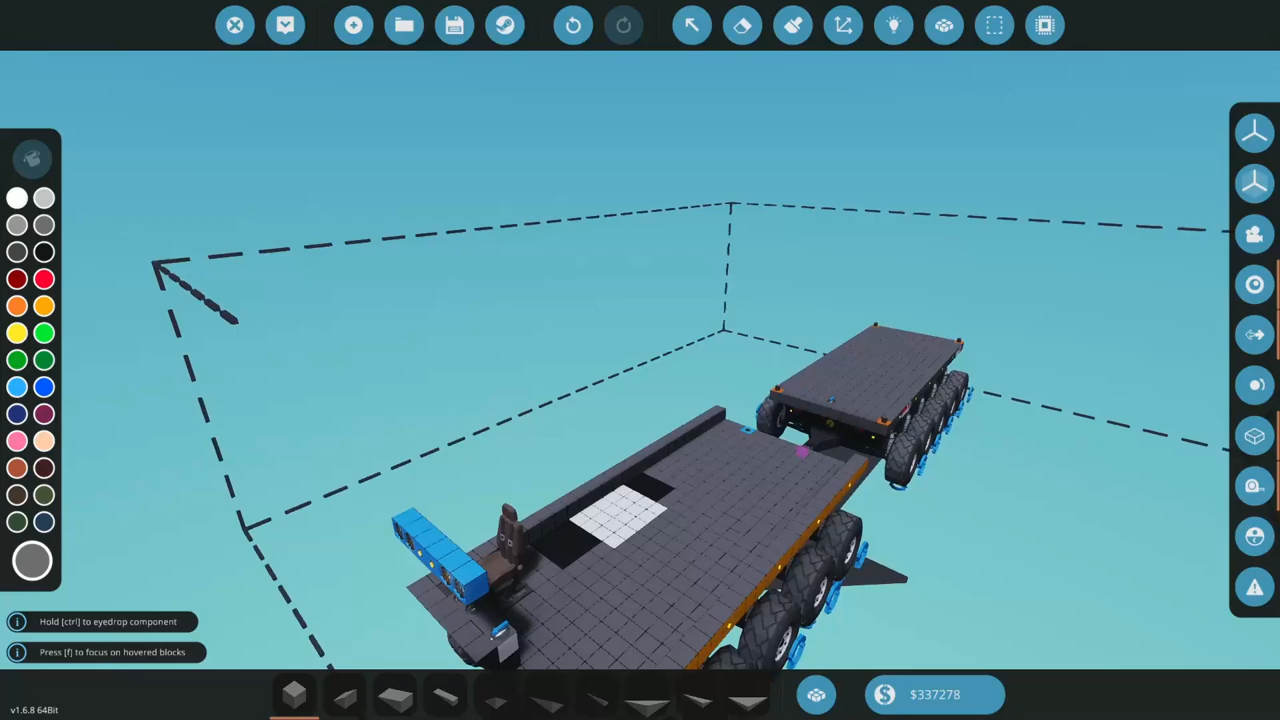 Hold [ctrl] to eyedrop component
Press [f] to focus on hovered blocks
$337278
v1.6.8 64Bit